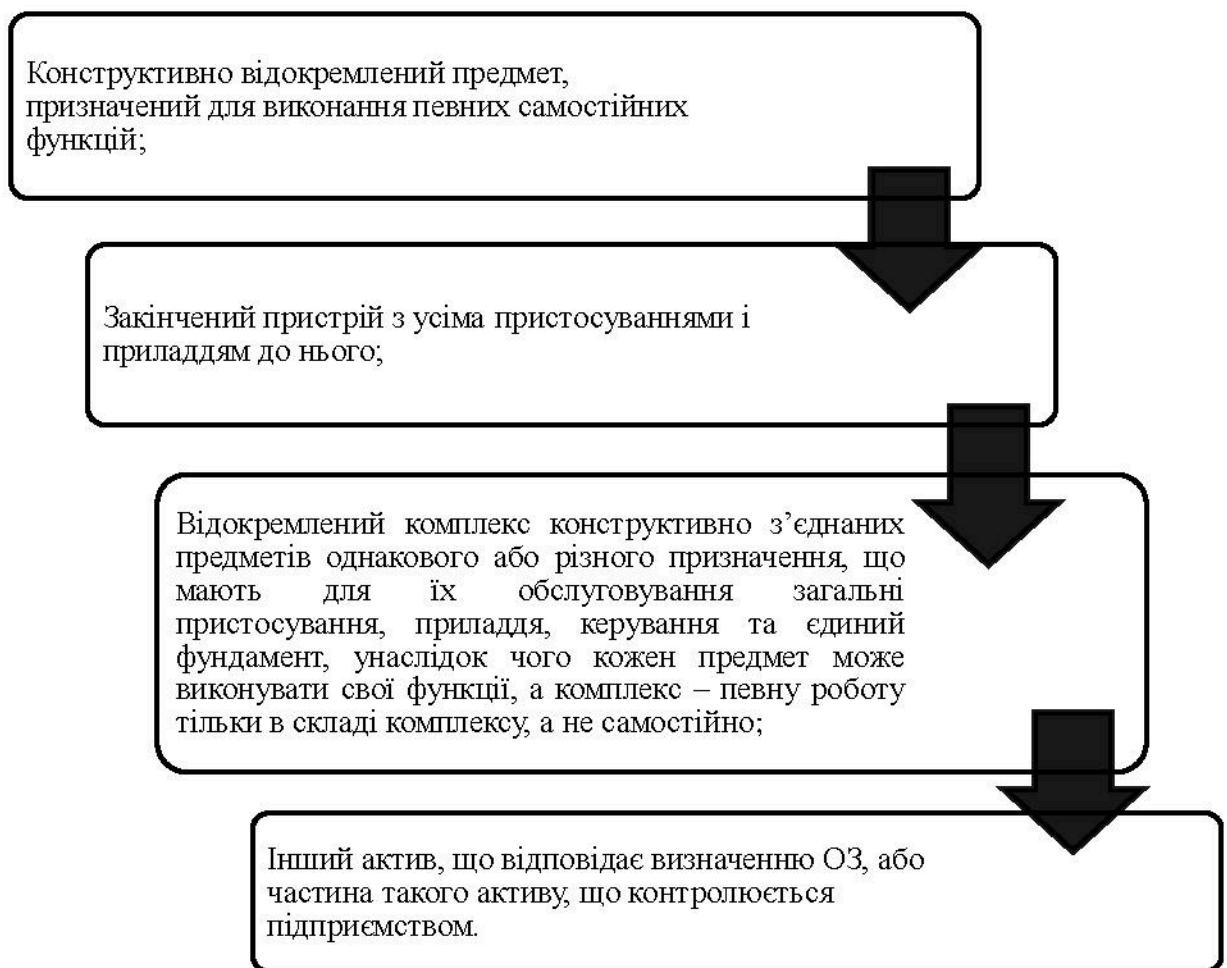 Конструктивно відокремлений предмет,
призначений для виконання певних самостійних
функцій;
Закінчений пристрій з усіма пристосуваннями і
приладдям до нього;
Відокремлений комплекс конструктивно з’єднаних
предметів однакового або різного призначення, що
мають для їх обслуговування загальні
пристосування, приладдя, керування та єдиний
фундамент, унаслідок чого кожен предмет може
виконувати свої функції, а комплекс – певну роботу
тільки в складі комплексу, а не самостійно;
Інший актив, що відповідає визначенню ОЗ, або
частина такого активу, що контролюється
підприємством.